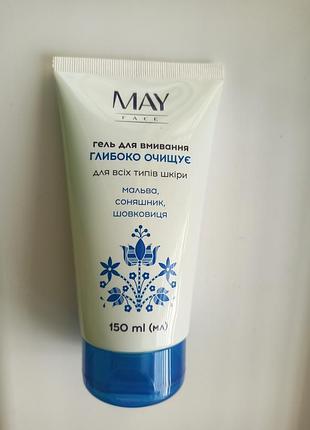 MAY
FACE
гель для вмивання
ГЛИБОКО ОЧИЩУЄ
для всіх типів шкіри
мальва,
соняшник,
шовковиця
150 ml (мл)